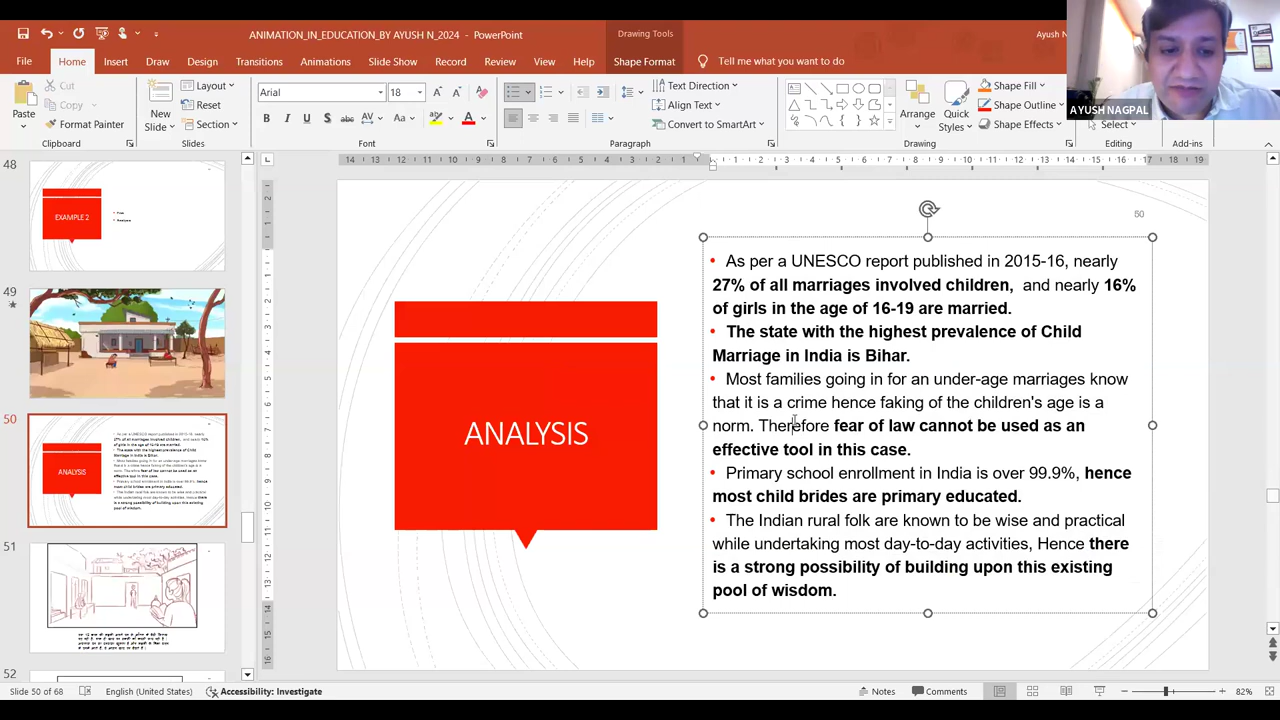 ANIMATION_IN_EDUCATION_BY AYUSH N_2024 - PowerPoint
Drawing Tools
Ayush N
File
Home
Insert
Draw
Design
Transitions
Animations
Slide Show
Record
Review
View
Help
Shape Format
Tell me what you want to do
AYUSH NAGPAL
Paste
Cut
Copy
Format Painter
Clipboard
New
Slide
Layout
Reset
Section
Slides
Arial
18
Font
Text Direction
Align Text
Convert to SmartArt
Paragraph
Arrange
Quick
Styles
Shape Fill
Shape Outline
Shape Effects
Drawing
Select
Editing
Add-ins
48
EXAMPLE 2
49
50
ANALYSIS
51
52
50
ANALYSIS
• As per a UNESCO report published in 2015-16, nearly
27% of all marriages involved children, and nearly 16%
of girls in the age of 16-19 are married.
• The state with the highest prevalence of Child
Marriage in India is Bihar.
• Most families going in for an under-age marriages know
that it is a crime hence faking of the children's age is a
norm. Therefore fear of law cannot be used as an
effective tool in this case.
• Primary school enrollment in India is over 99.9%, hence
most child brides are primary educated.
• The Indian rural folk are known to be wise and practical
while undertaking most day-to-day activities, Hence there
is a strong possibility of building upon this existing
pool of wisdom.
Slide 50 of 68
English (United States)
Accessibility: Investigate
Notes
Comments
82%